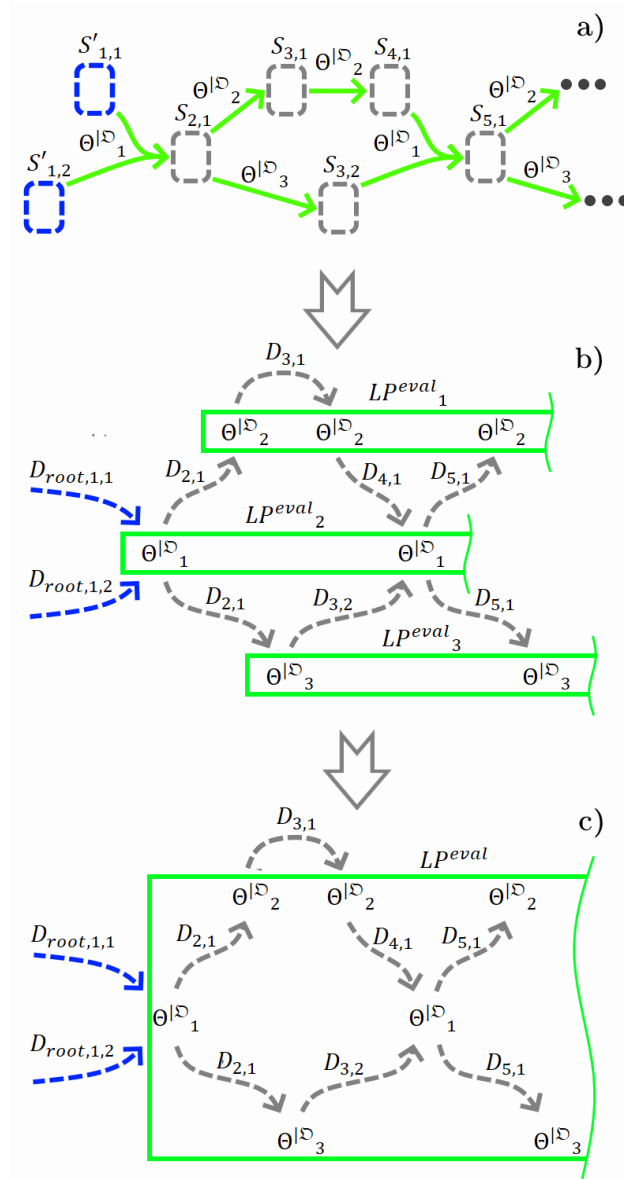 a)
S′1,1
S3,1 Θ|𝔇2 S4,1
Θ|𝔇2 Θ|𝔇2
S2,1 S5,1
Θ|𝔇1 Θ|𝔇1
S′1,2 Θ|𝔇3 S3,2 Θ|𝔇3
b)
D3,1
LPeval1
Θ|𝔇2 Θ|𝔇2 Θ|𝔇2
Droot,1,1 D2,1 D4,1 D5,1
LPeval2
Θ|𝔇1 Θ|𝔇1
Droot,1,2 D2,1 D3,2 D5,1
LPeval3
Θ|𝔇3 Θ|𝔇3
c)
D3,1
LPeval
Θ|𝔇2 Θ|𝔇2 Θ|𝔇2
Droot,1,1 D2,1 D4,1 D5,1
Θ|𝔇1 Θ|𝔇1
Droot,1,2 D2,1 D3,2 D5,1
Θ|𝔇3 Θ|𝔇3